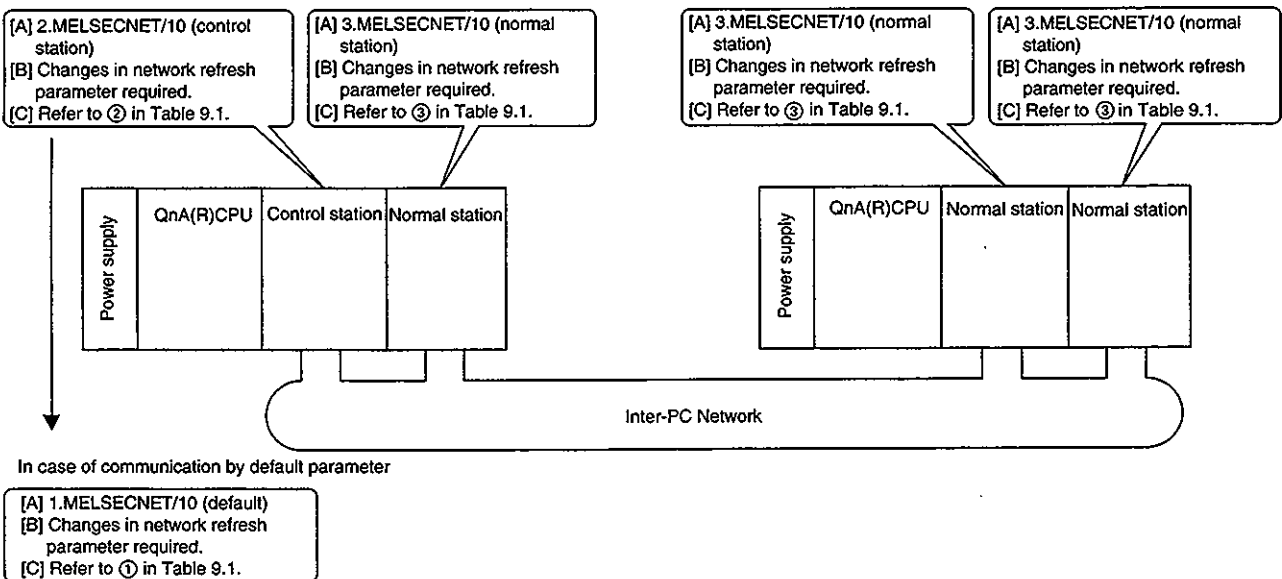 [A] 2.MELSECNET/10 (control
station)
[B] Changes in network refresh
parameter required.
[C] Refer to ② in Table 9.1.
[A] 3.MELSECNET/10 (normal
station)
[B] Changes in network refresh
parameter required.
[C] Refer to ③ in Table 9.1.
[A] 3.MELSECNET/10 (normal
station)
[B] Changes in network refresh
parameter required.
[C] Refer to ③ in Table 9.1.
[A] 3.MELSECNET/10 (normal
station)
[B] Changes in network refresh
parameter required.
[C] Refer to ③ in Table 9.1.
Power supply
QnA(R)CPU
Control station
Normal station
Power supply
QnA(R)CPU
Normal station
Normal station
Inter-PC Network
In case of communication by default parameter
[A] 1.MELSECNET/10 (default)
[B] Changes in network refresh
parameter required.
[C] Refer to ① in Table 9.1.